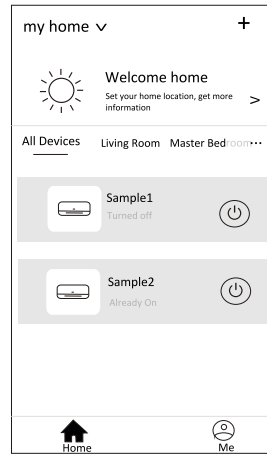 my home
Welcome home
Set your home location, get more
information
All Devices Living Room Master Bedroom
Sample1
Turned off
Sample2
Already On
Home Me